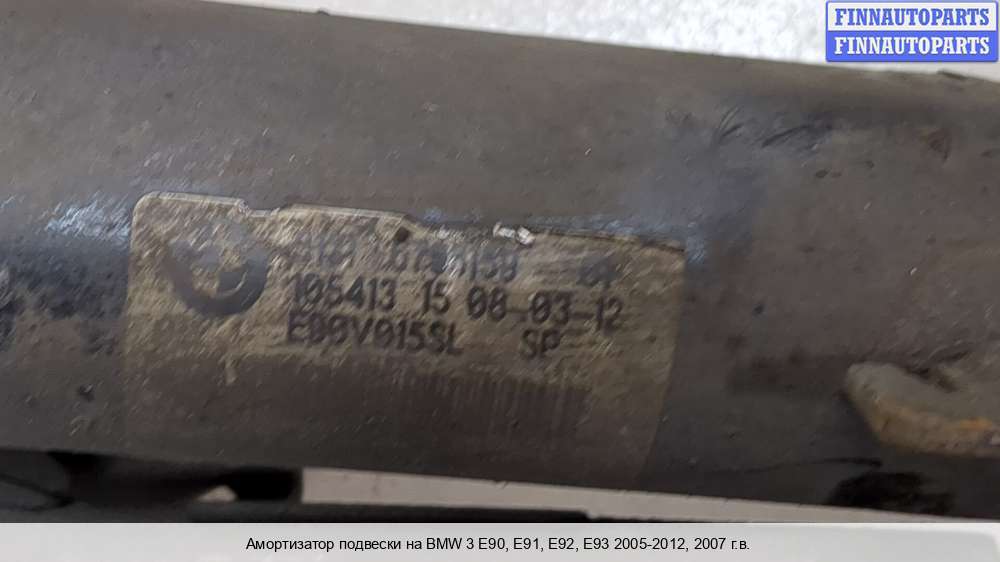 FINNAUTOPARTS
FINNAUTOPARTS
105413 15 08-03-12
E90V015SL SP
Амортизатор подвески на BMW 3 E90, E91, E92, E93 2005-2012, 2007 г.в.